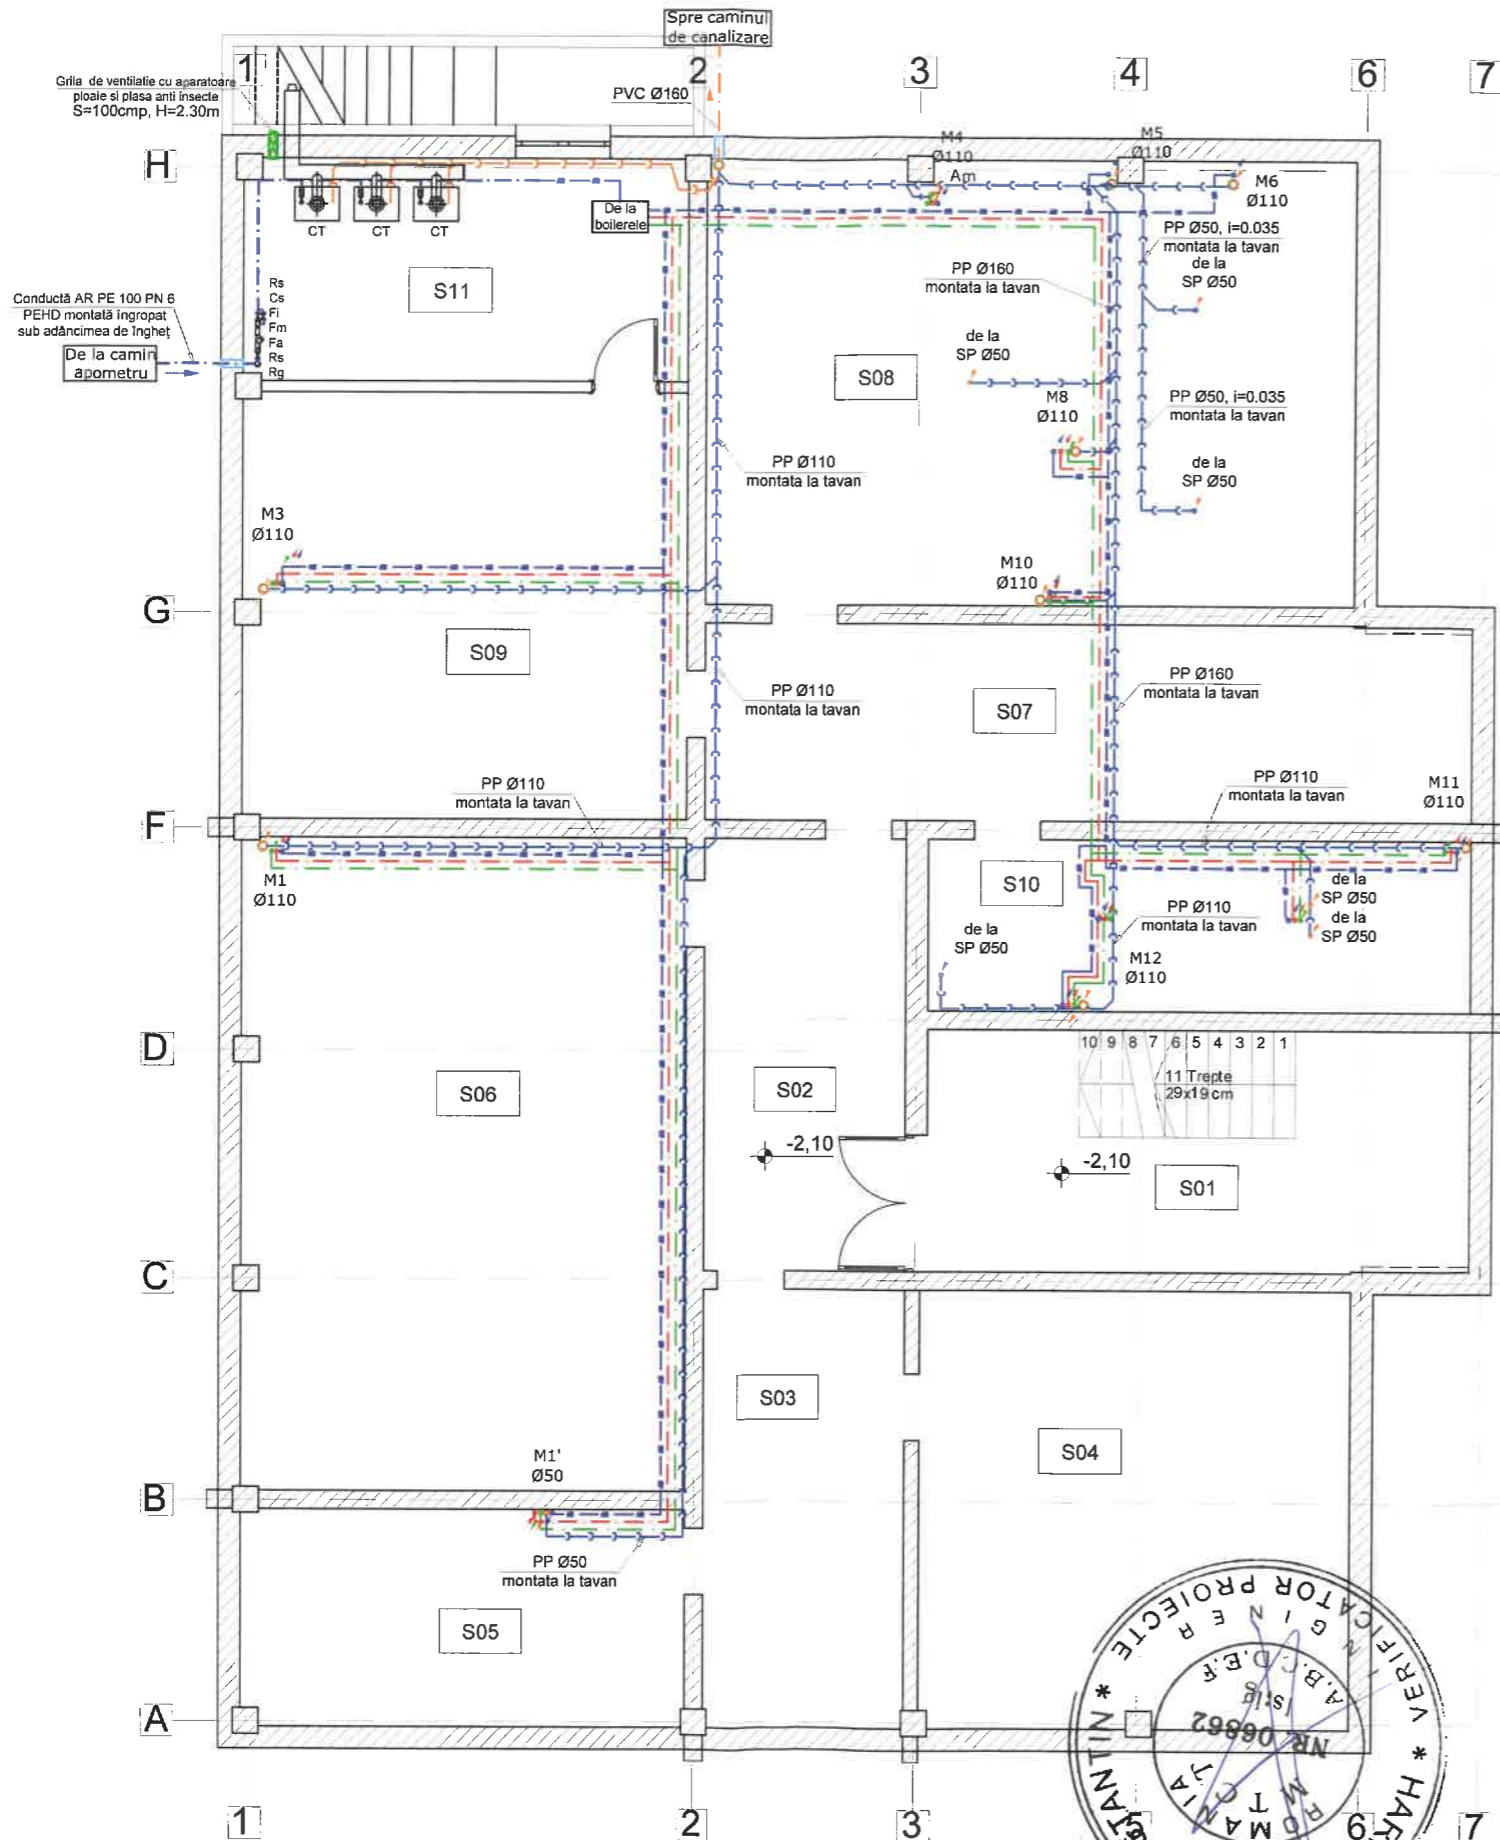 Spre caminul
de canalizare
1
2
3
4
6
7
Grila de ventilatie cu aparatoare
ploaie si plasa anti insecte
S=100cmp, H=2.30m
PVC Ø160
M4
Ø110
Am
M5
Ø110
H
M6
Ø110
CT
CT
CT
De la
boilerele
PP Ø50, i=0.035
montata la tavan
de la
SP Ø50
PP Ø160
montata la tavan
S11
Rs
Cs
Fi
Fm
Fa
Rs
Rg
Conductă AR PE 100 PN 6
PEHD montată îngropat
sub adâncimea de îngheț
De la camin
apometru
de la
SP Ø50
S08
M8
Ø110
PP Ø50, i=0.035
montata la tavan
PP Ø110
montata la tavan
de la
SP Ø50
M3
Ø110
M10
Ø110
G
S09
PP Ø110
montata la tavan
S07
PP Ø160
montata la tavan
PP Ø110
montata la tavan
PP Ø110
montata la tavan
M11
Ø110
F
M1
Ø110
S10
de la
SP Ø50
de la
SP Ø50
PP Ø110
montata la tavan
de la
SP Ø50
M12
Ø110
D
10 9 8 7 6 5 4 3 2 1
11 Trepte
29x19 cm
S06
S02
-2,10
-2,10
S01
C
S03
S04
M1'
Ø50
B
PP Ø50
montata la tavan
S05
A
* VERIFICATOR PROIECTE *
INGINER
A.B.C.D.E.F
Is;Ig
NR 06862
ROMANIA
1
2
3
5
6
7